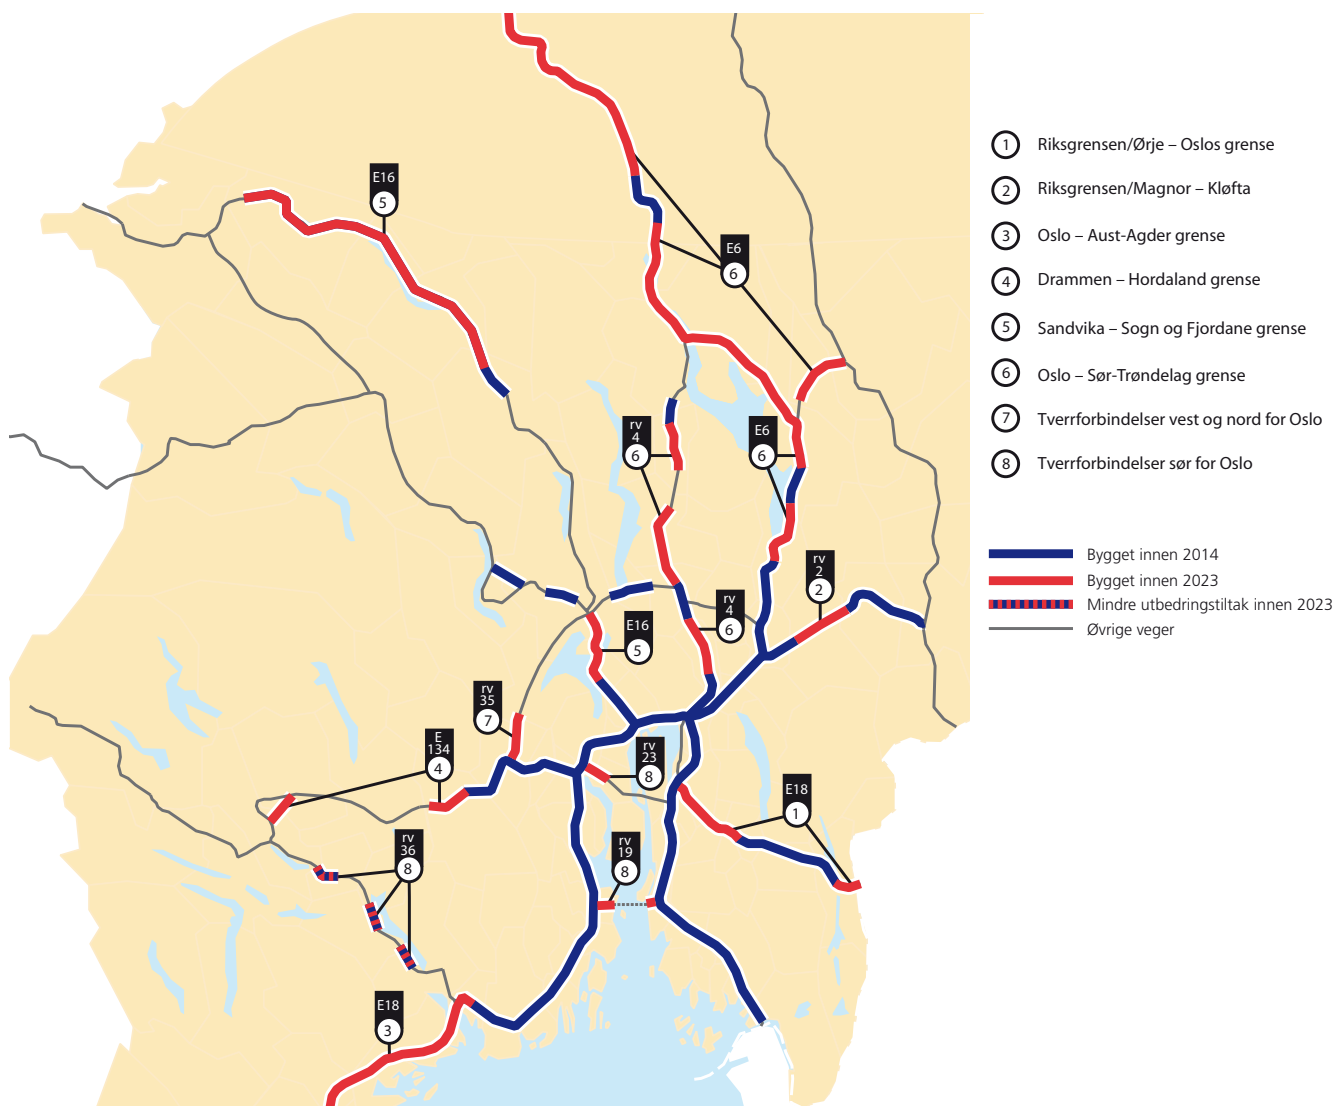 E16
5
E6
6
rv
4
6
E6
6
rv
2
2
rv
4
6
E16
5
rv
35
7
E
134
4
rv
23
8
E18
1
rv
36
8
rv
19
8
E18
3
1 Riksgrensen/Ørje – Oslos grense
2 Riksgrensen/Magnor – Kløfta
3 Oslo – Aust-Agder grense
4 Drammen – Hordaland grense
5 Sandvika – Sogn og Fjordane grense
6 Oslo – Sør-Trøndelag grense
7 Tverrforbindelser vest og nord for Oslo
8 Tverrforbindelser sør for Oslo
Bygget innen 2014
Bygget innen 2023
Mindre utbedringstiltak innen 2023
Øvrige veger